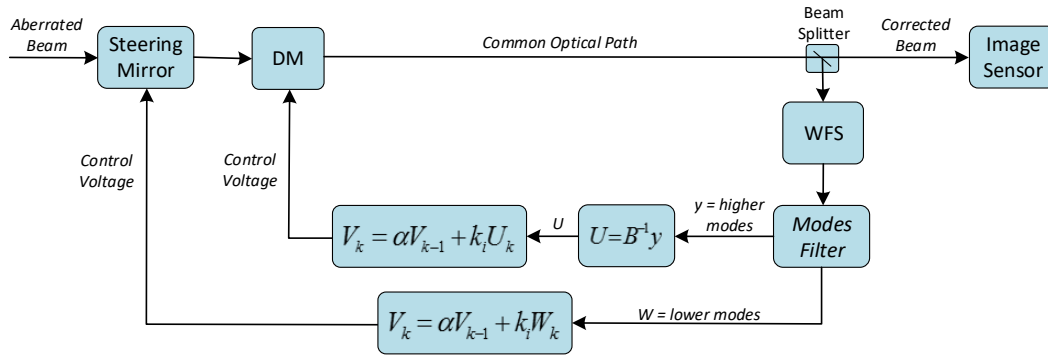 Aberrated
Beam
Steering
Mirror
DM
Common Optical Path
Beam
Splitter
Corrected
Beam
Image
Sensor
WFS
Control
Voltage
Control
Voltage
V_k = αV_{k-1} + k_i U_k
U
U=B^{-1}y
y = higher
modes
Modes
Filter
V_k = αV_{k-1} + k_i W_k
W = lower modes